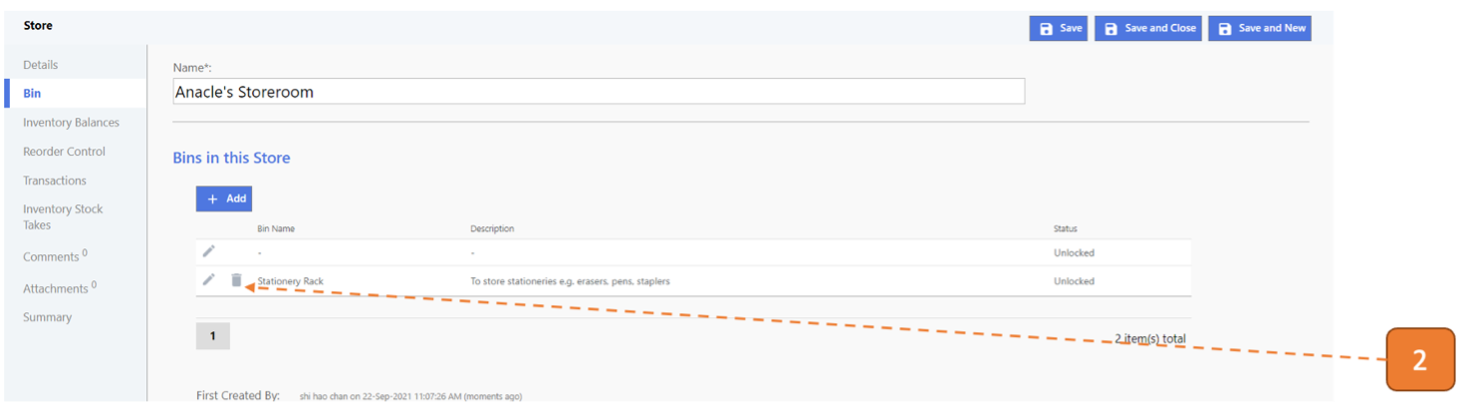 Store
Save
Save and Close
Save and New
Details
Bin
Inventory Balances
Reorder Control
Transactions
Inventory Stock
Takes
Comments 0
Attachments 0
Summary
Name*:
Anacle's Storeroom
Bins in this Store
+ Add
Bin Name Description Status
- - Unlocked
Stationery Rack To store stationeries e.g. erasers, pens, staplers Unlocked
1
2 item(s) total
2
First Created By: shi hao chan on 22-Sep-2021 11:07:26 AM (moments ago)